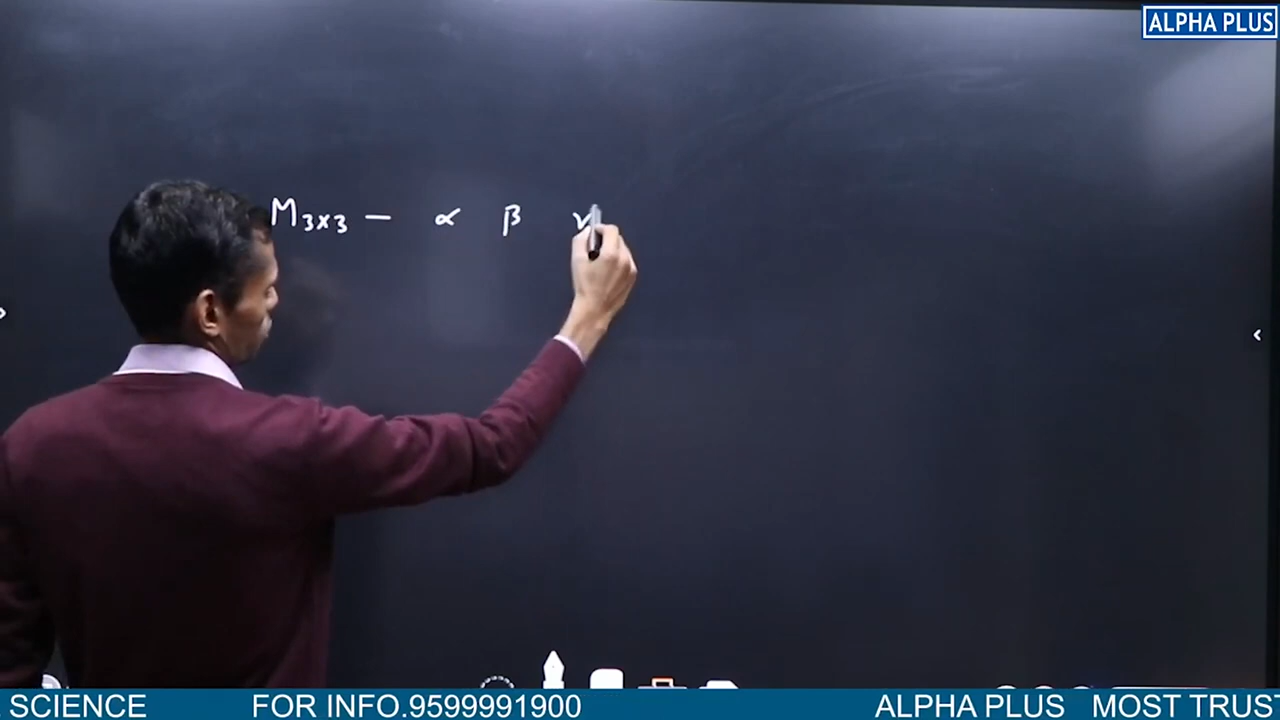 ALPHA PLUS
M3x3 — α β γ
SCIENCE FOR INFO.9599991900 ALPHA PLUS MOST TRUST